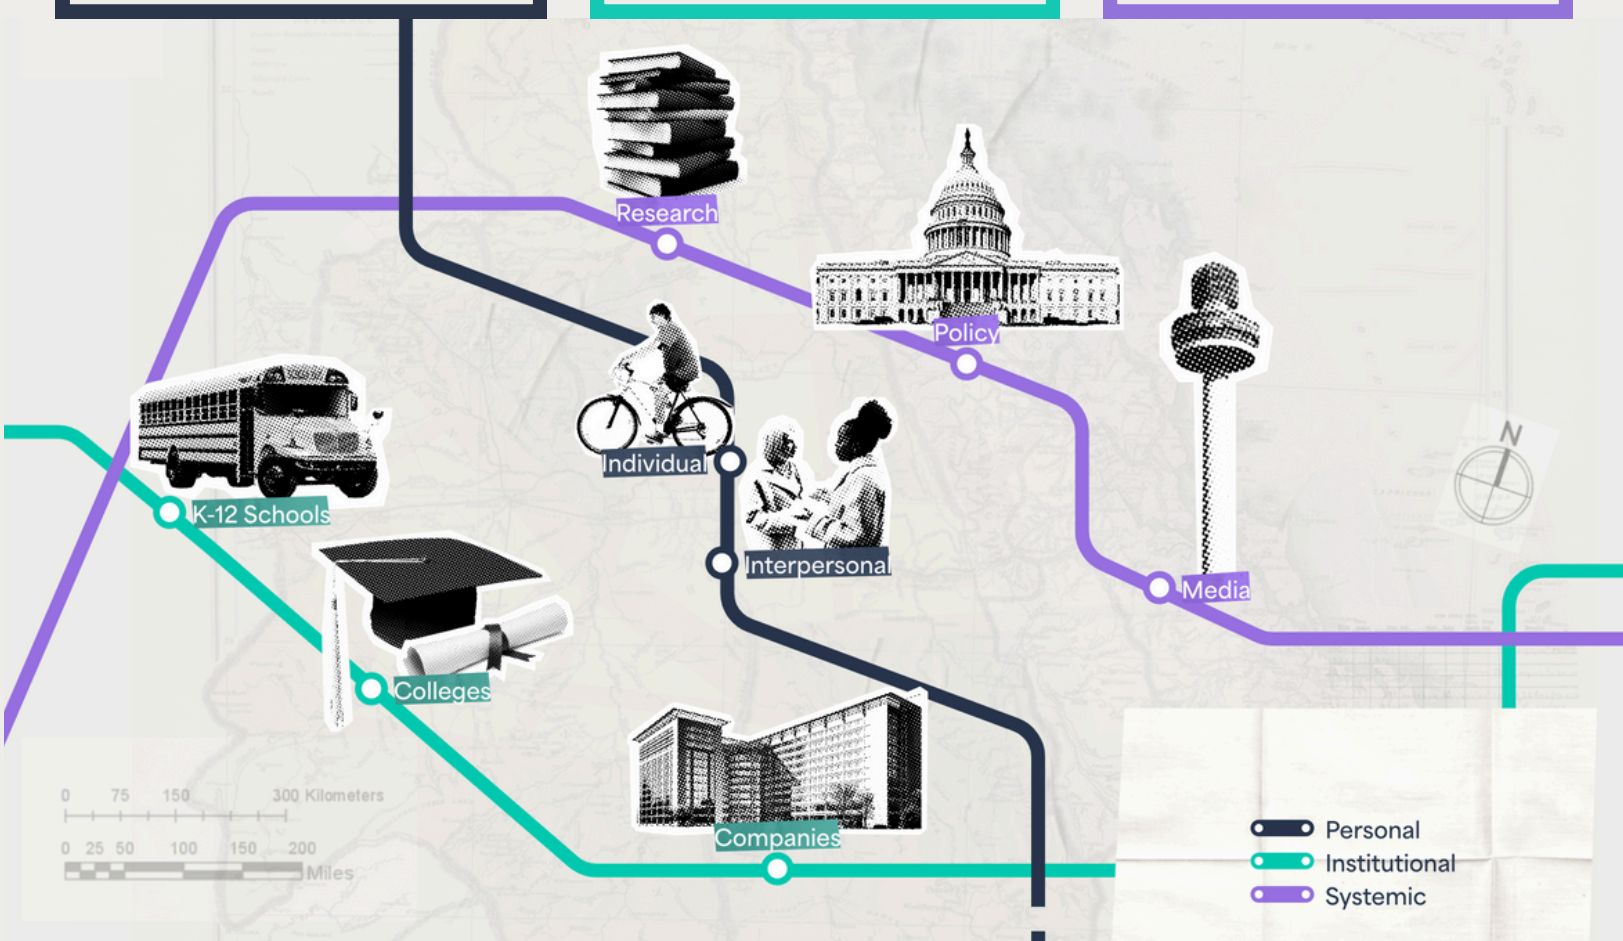 Research
Policy
Individual
Interpersonal
K-12 Schools
N
Media
Colleges
0 75 150 300 Kilometers
0 25 50 100 150 200
Miles
Companies
Personal
Institutional
Systemic